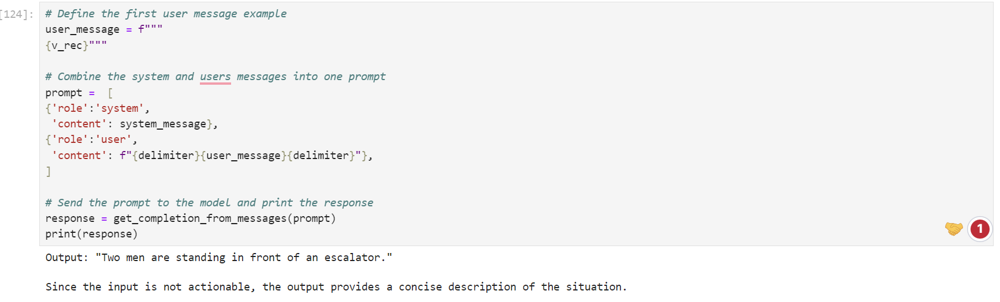 [124]:
# Define the first user message example
user_message = f"""
{v_rec}"""
# Combine the system and users messages into one prompt
prompt =  [
{'role':'system',
 'content': system_message},
{'role':'user',
 'content': f"{delimiter}{user_message}{delimiter}"},
]
# Send the prompt to the model and print the response
response = get_completion_from_messages(prompt)
print(response)
1
Output: "Two men are standing in front of an escalator."
Since the input is not actionable, the output provides a concise description of the situation.